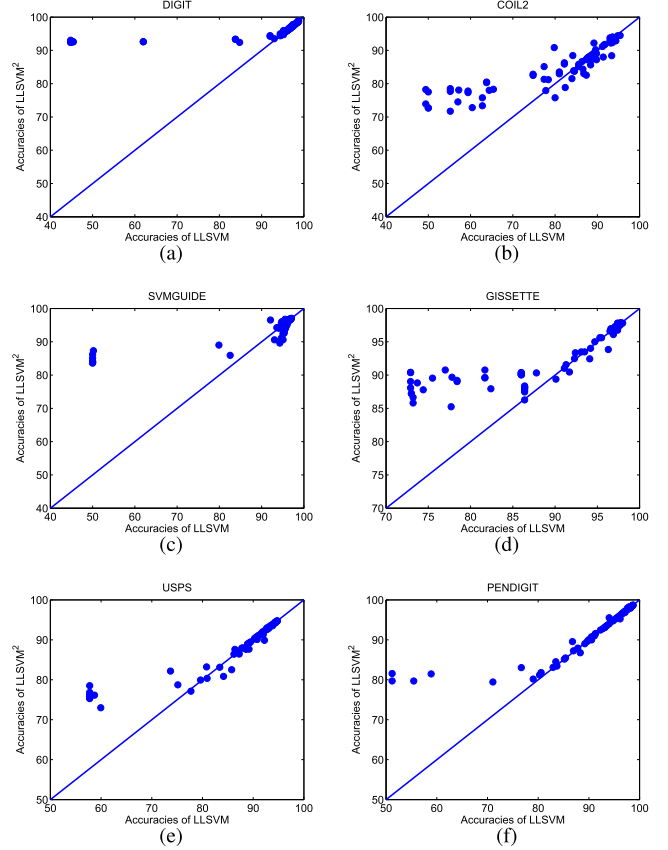 DIGIT
100
90
80
70
60
50
40
40 50 60 70 80 90 100
Accuracies of LLSVM²
Accuracies of LLSVM
(a)
COIL2
100
90
80
70
60
50
40
40 50 60 70 80 90 100
Accuracies of LLSVM²
Accuracies of LLSVM
(b)
SVMGUIDE
100
90
80
70
60
50
40
40 50 60 70 80 90 100
Accuracies of LLSVM²
Accuracies of LLSVM
(c)
GISSETTE
100
95
90
85
80
75
70
70 75 80 85 90 95
Accuracies of LLSVM²
Accuracies of LLSVM
(d)
USPS
100
90
80
70
60
50
50 60 70 80 90 100
Accuracies of LLSVM²
Accuracies of LLSVM
(e)
PENDIGIT
100
90
80
70
60
50
50 60 70 80 90 100
Accuracies of LLSVM²
Accuracies of LLSVM
(f)